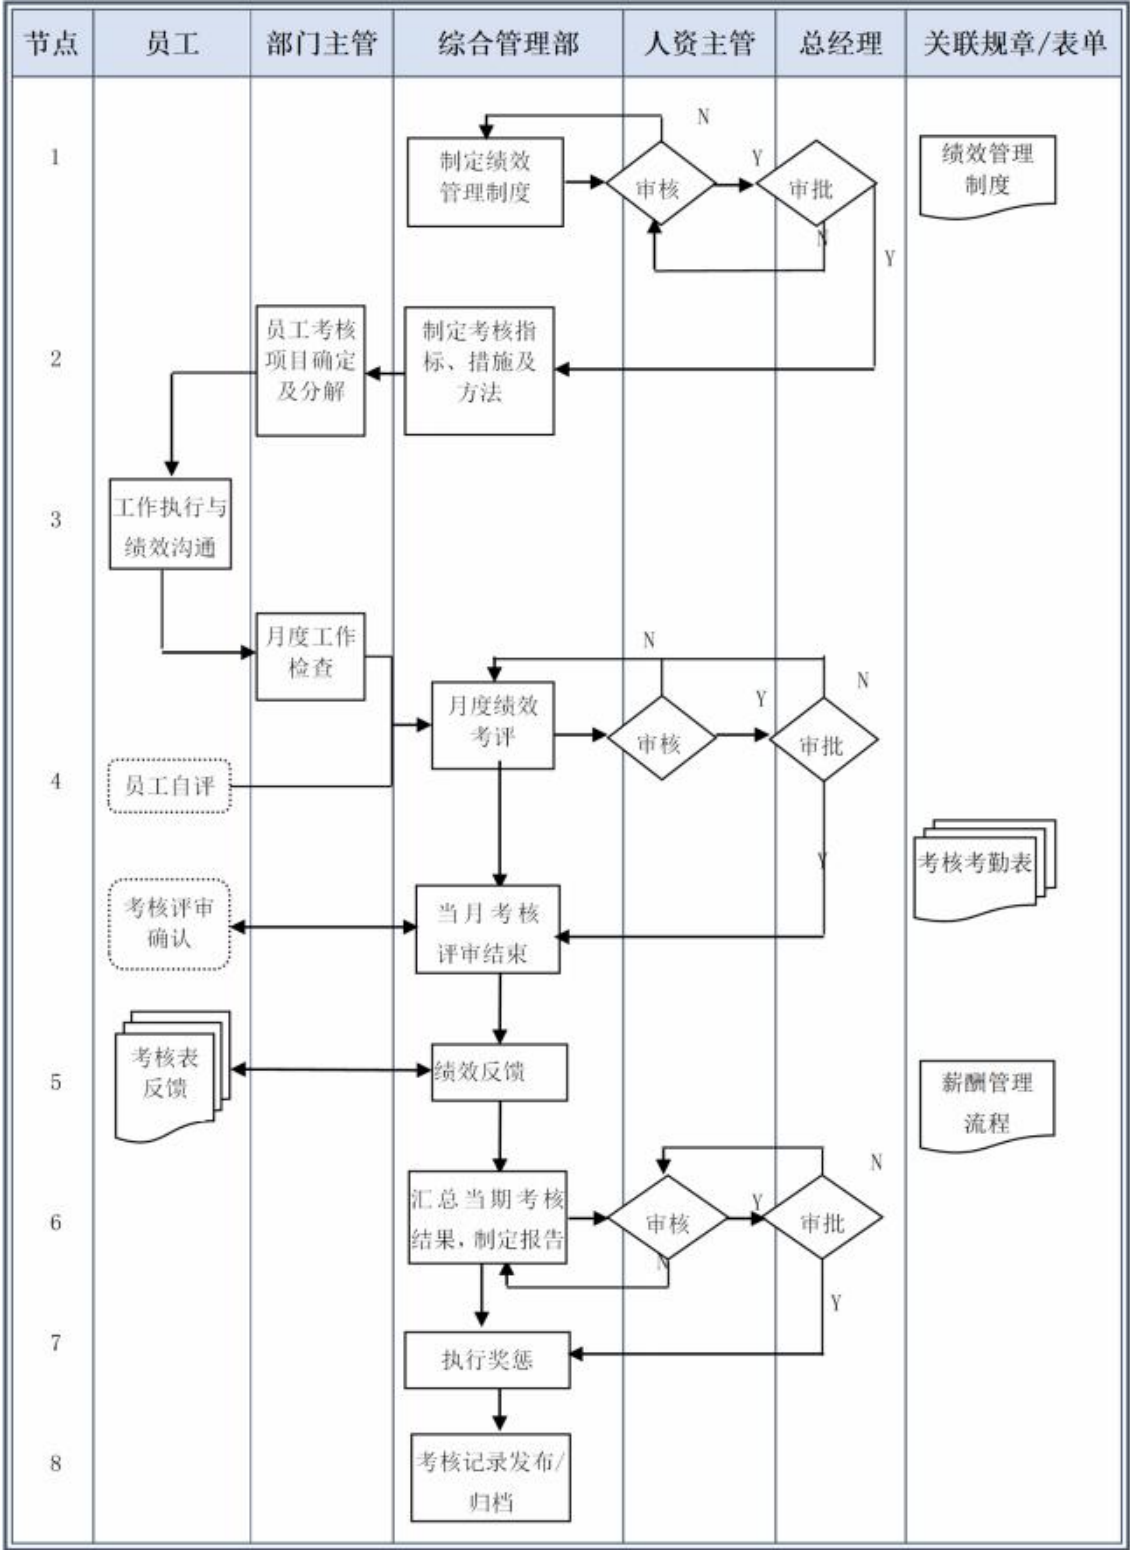 节点 员工 部门主管 综合管理部 人资主管 总经理 关联规章/表单
N
1
制定绩效
管理制度
审核
Y
审批
N
Y
绩效管理
制度
2
员工考核
项目确定
及分解
制定考核指
标、措施及
方法
3
工作执行与
绩效沟通
月度工作
检查
N
月度绩效
考评
审核
Y
审批
N
4
员工自评
Y
考核考勤表
考核评审
确认
当月考核
评审结束
5
考核表
反馈
绩效反馈
薪酬管理
流程
6
汇总当期考核
结果，制定报告
审核
N
Y
审批
N
Y
7
执行奖惩
8
考核记录发布/
归档